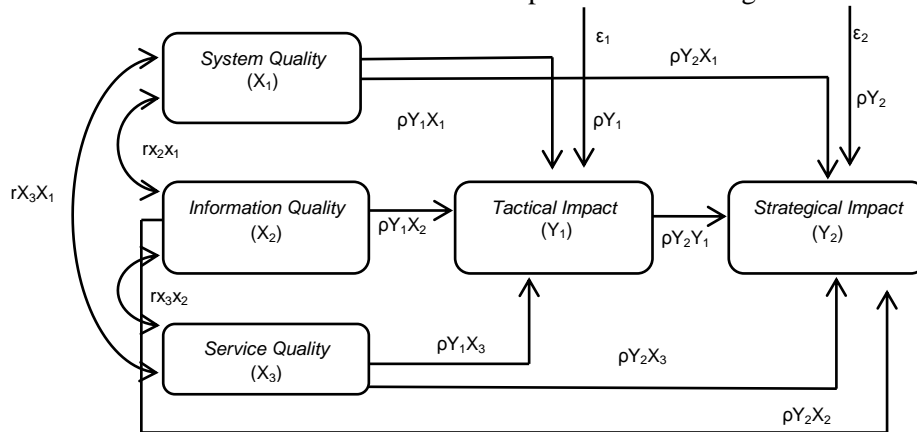 ε₁
ε₂
System Quality
(X₁)
ρY₂X₁
ρY₁X₁
ρY₁
ρY₂
rx₂x₁
rX₃X₁
Information Quality
(X₂)
ρY₁X₂
Tactical Impact
(Y₁)
ρY₂Y₁
Strategical Impact
(Y₂)
rx₃x₂
Service Quality
(X₃)
ρY₁X₃
ρY₂X₃
ρY₂X₂